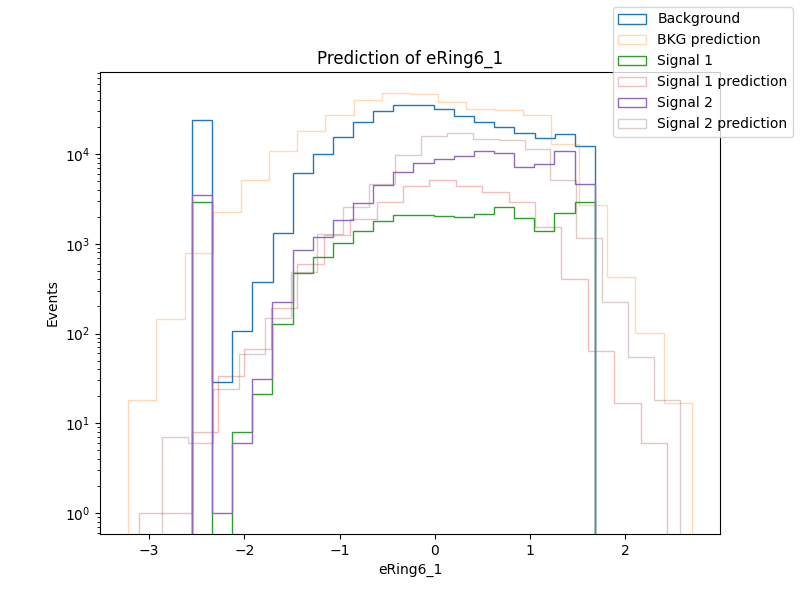 Prediction of eRing6_1
Background
BKG prediction
Signal 1
Signal 1 prediction
Signal 2
Signal 2 prediction
Events
10⁴
10³
10²
10¹
10⁰
−3
−2
−1
0
1
2
eRing6_1